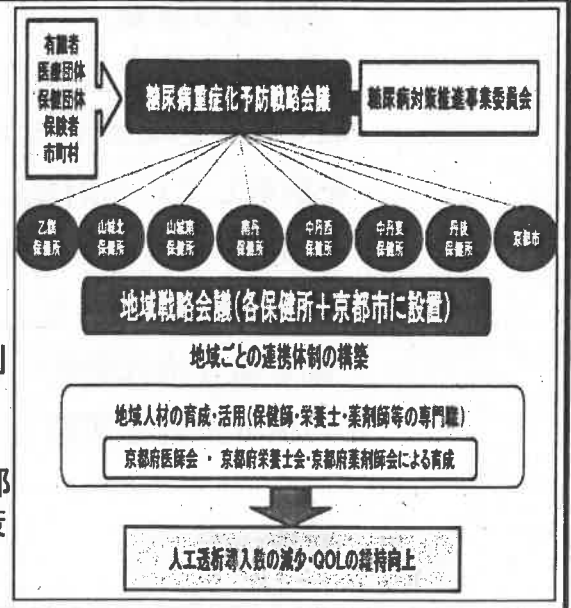 有識者
医療団体
保健団体
保険者
市町村
糖尿病重症化予防戦略会議
糖尿病対策推進事業委員会
乙訓
保健所
山城北
保健所
山城南
保健所
南丹
保健所
中丹西
保健所
中丹東
保健所
丹後
保健所
京都市
地域戦略会議(各保健所+京都市に設置)
地域ごとの連携体制の構築
地域人材の育成・活用(保健師・栄養士・薬剤師等の専門職)
京都府医師会 ・ 京都府栄養士会・京都府薬剤師会による育成
人工透析導入数の減少・QOLの維持向上